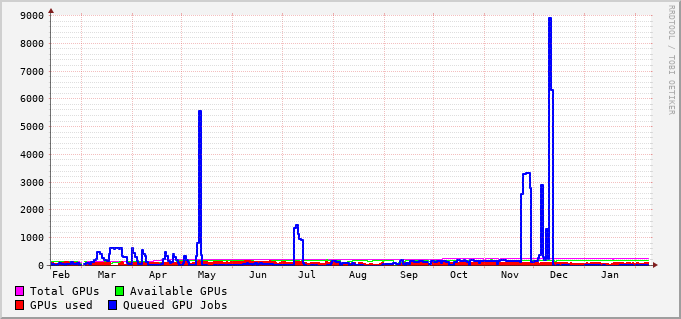 9000
8000
7000
6000
5000
4000
3000
2000
1000
0
Feb Mar Apr May Jun Jul Aug Sep Oct Nov Dec Jan
Total GPUs Available GPUs
GPUs used Queued GPU Jobs
RRDTOOL / TOBI OETIKER